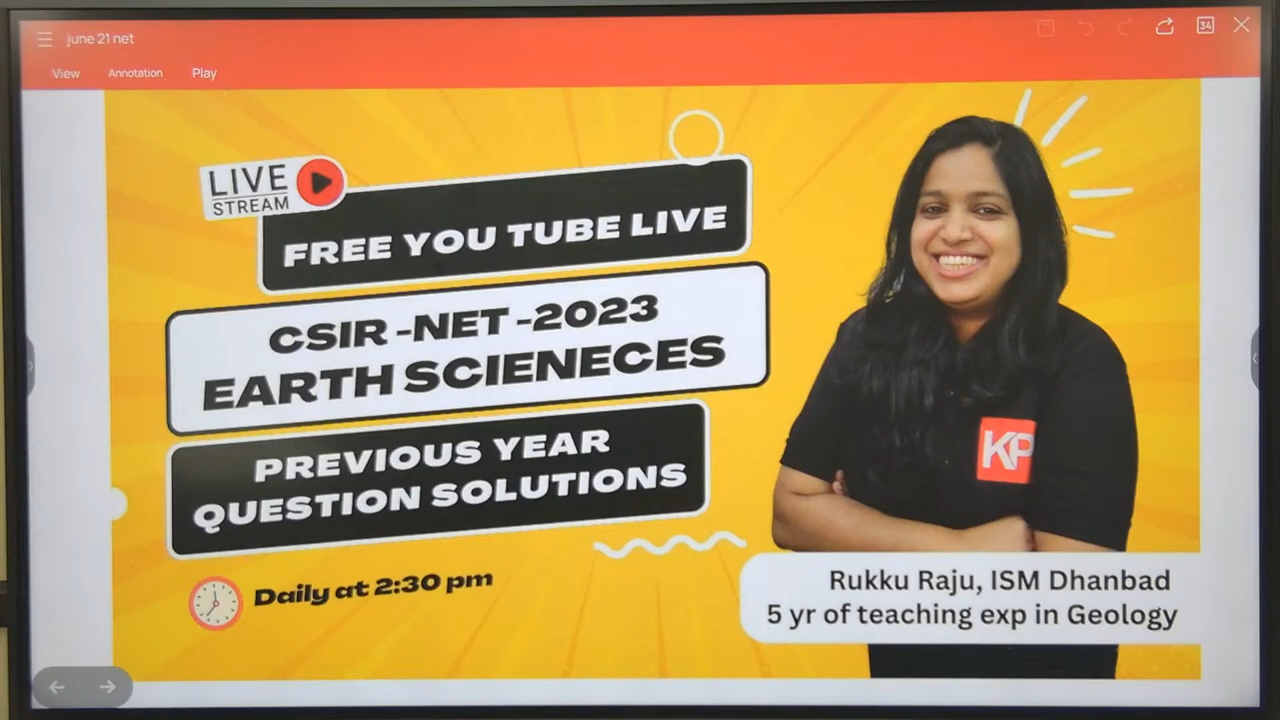 june 21 net
34
View Annotation Play
LIVE
STREAM
FREE YOU TUBE LIVE
CSIR -NET -2023
EARTH SCIENECES
PREVIOUS YEAR
QUESTION SOLUTIONS
Daily at 2:30 pm
KP
Rukku Raju, ISM Dhanbad
5 yr of teaching exp in Geology